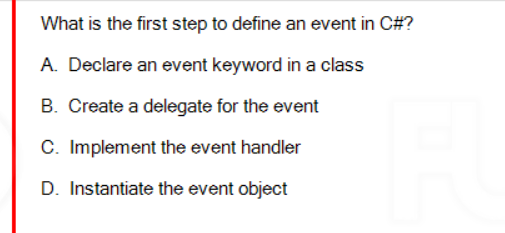 What is the first step to define an event in C#?
A. Declare an event keyword in a class
B. Create a delegate for the event
C. Implement the event handler
D. Instantiate the event object